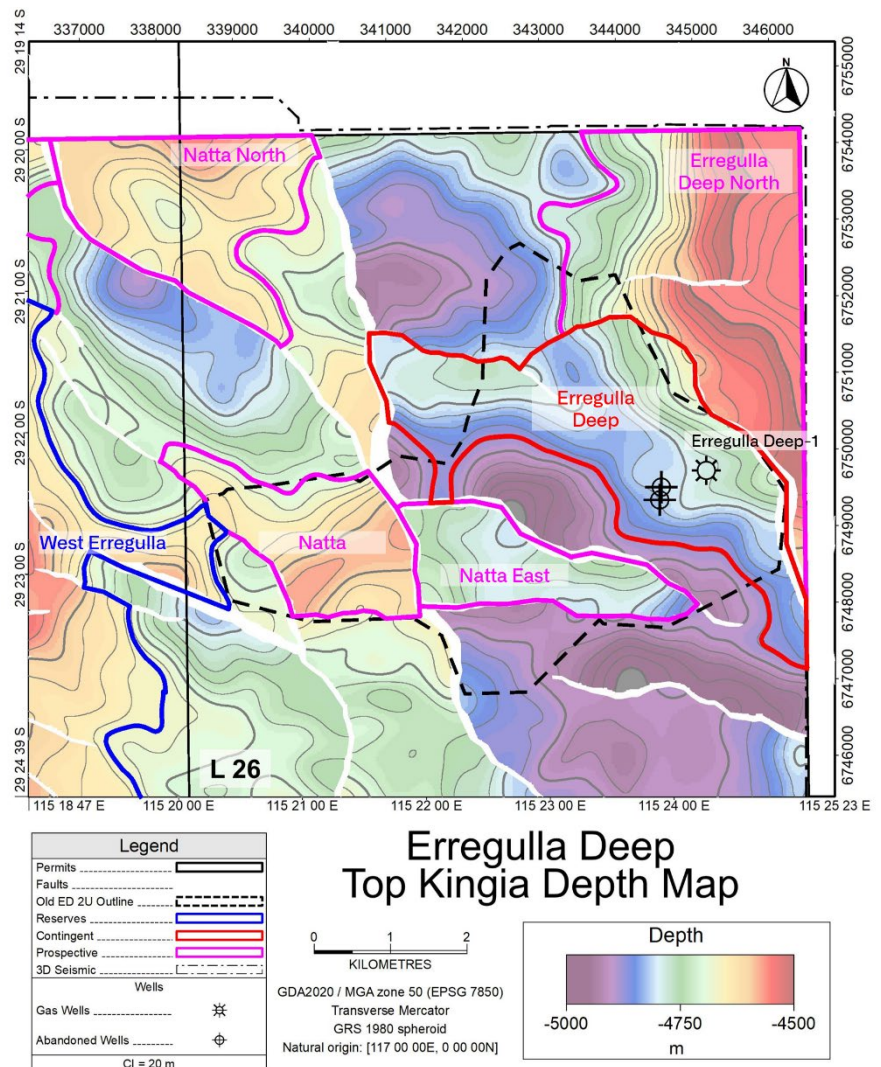 337000 338000 339000 340000 341000 342000 343000 344000 345000 346000
29 19 14 S
6755000
N
29 20 00 S
6754000
Natta North
Erregulla
Deep North
6753000
29 21 00 S
6752000
6751000
Erregulla
Deep
29 22 00 S
Erregulla Deep-1
6750000
6749000
West Erregulla
Natta
29 23 00 S
Natta East
6748000
6747000
29 24 39 S
6746000
L 26
115 18 47 E 115 20 00 E 115 21 00 E 115 22 00 E 115 23 00 E 115 24 00 E 115 25 23 E
Legend
Permits
Faults
Old ED 2U Outline
Reserves
Contingent
Prospective
3D Seismic
Wells
Gas Wells
Abandoned Wells
CI = 20 m
Erregulla Deep
Top Kingia Depth Map
0 2
KILOMETRES
GDA2020 / MGA zone 50 (EPSG 7850)
Transverse Mercator
GRS 1980 spheroid
Natural origin: [117 00 00E, 0 00 00N]
Depth
-5000 -4750 -4500
m